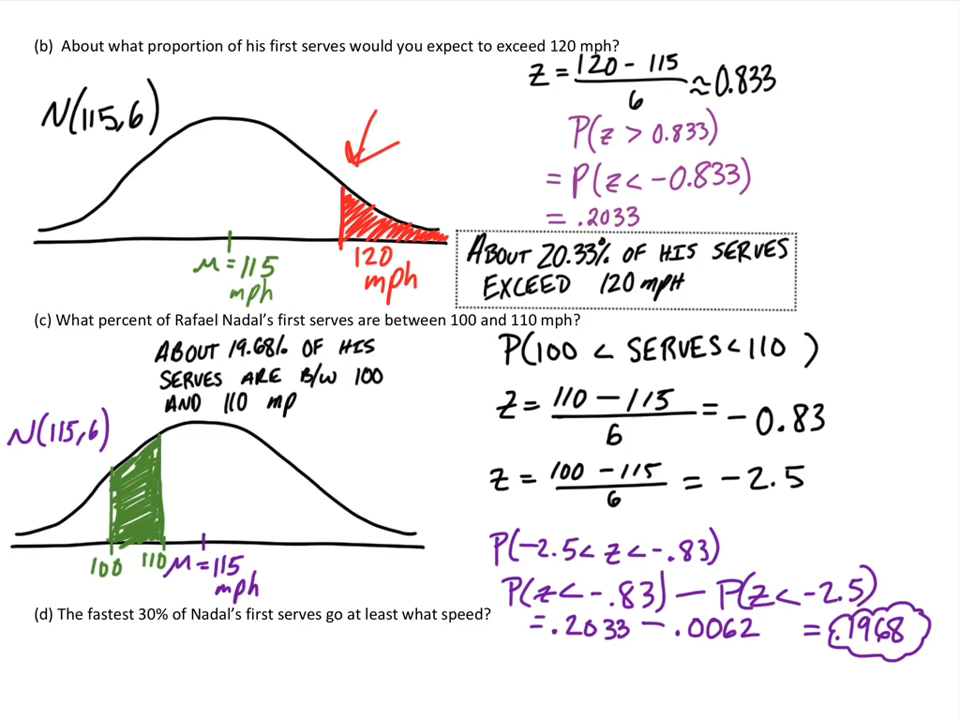 (b) About what proportion of his first serves would you expect to exceed 120 mph?
N(115,6)
Z = 120 - 115 / 6 ≈ 0.833
P(z > 0.833)
= P(z < -0.833)
= .2033
μ = 115
mph
120
mph
ABOUT 20.33% OF HIS SERVES
EXCEED 120 mpH
(c) What percent of Rafael Nadal's first serves are between 100 and 110 mph?
ABOUT 19.68% OF HIS
SERVES ARE B/W 100
AND 110 mp
N(115,6)
100 110 μ = 115
mph
P(100 < SERVES < 110 )
Z = 110 - 115 / 6 = -0.83
Z = 100 - 115 / 6 = -2.5
P(-2.5 < z < -.83)
P(z < -.83) - P(z < -2.5)
= .2033 - .0062 = .1968
(d) The fastest 30% of Nadal's first serves go at least what speed?